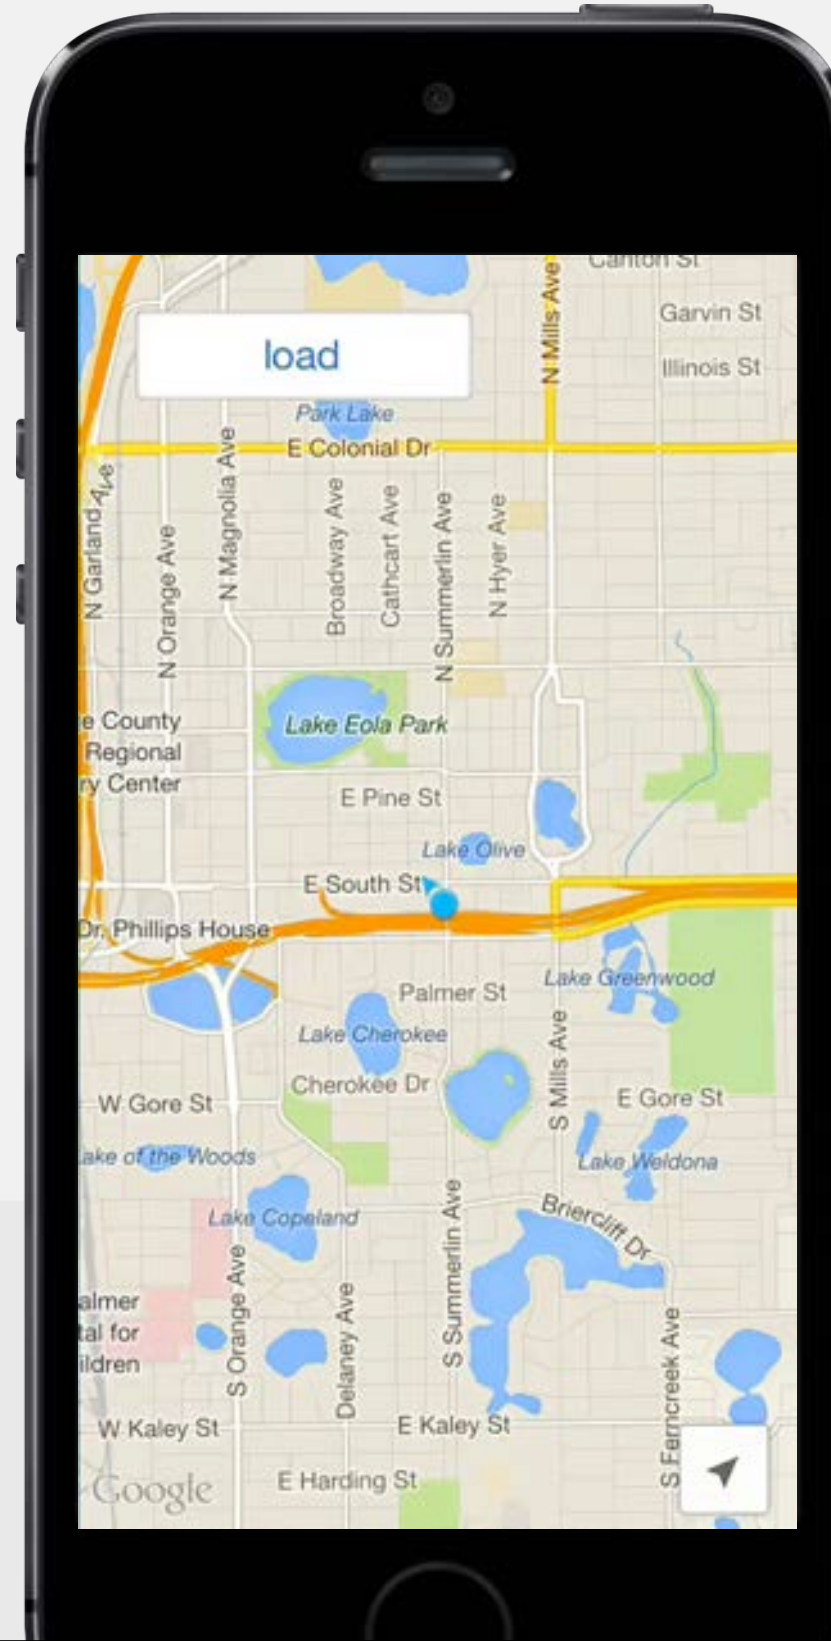 Canton St
N Mills Ave
Garvin St
load
Illinois St
Park Lake
E Colonial Dr
N Garland Ave
N Orange Ave
N Magnolia Ave
Broadway Ave
Cathcart Ave
N Summerlin Ave
N Hyer Ave
e County
Regional
ry Center
Lake Eola Park
E Pine St
Lake Olive
E South St
Dr. Phillips House
Lake Greenwood
Palmer St
Lake Cherokee
Cherokee Dr
S Mills Ave
W Gore St
E Gore St
ake of the Woods
Lake Weldona
Lake Copeland
Briercliff Dr
S Summerlin Ave
S Orange Ave
Delaney Ave
almer
tal for
ildren
S Ferncreek Ave
W Kaley St
E Kaley St
Google
E Harding St